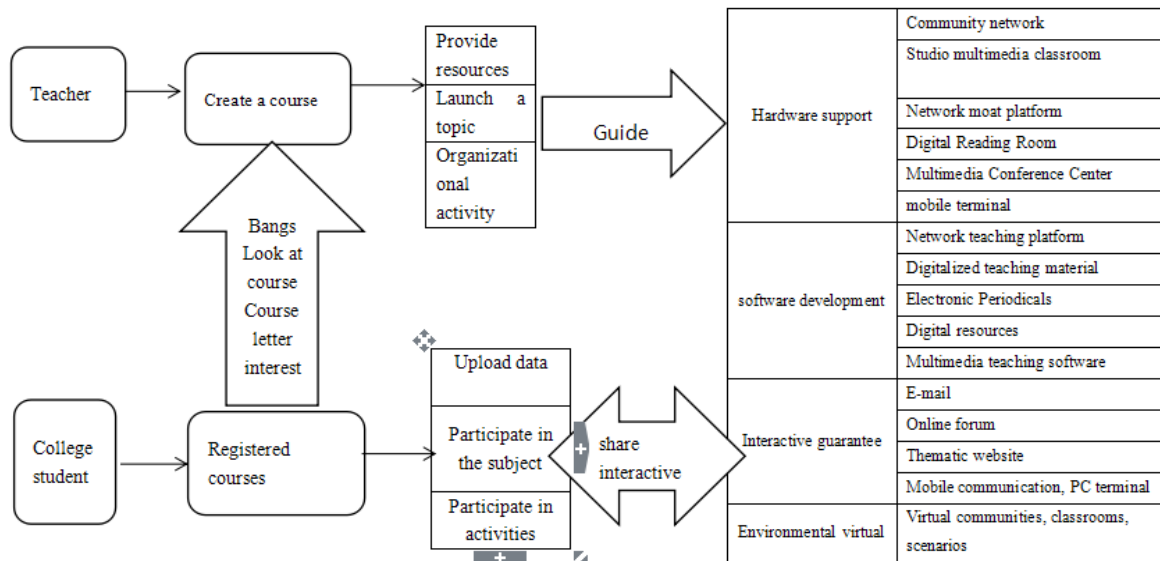 Teacher
Create a course
Provide
resources
Launch a
topic
Organizati
onal
activity
Guide
Bangs
Look at
course
Course
letter
interest
College
student
Registered
courses
Upload data
Participate in
the subject
Participate in
activities
share
interactive
Hardware support
Community network
Studio multimedia classroom
Network moat platform
Digital Reading Room
Multimedia Conference Center
mobile terminal
software development
Network teaching platform
Digitalized teaching material
Electronic Periodicals
Digital resources
Multimedia teaching software
Interactive guarantee
E-mail
Online forum
Thematic website
Mobile communication, PC terminal
Environmental virtual
Virtual communities, classrooms,
scenarios